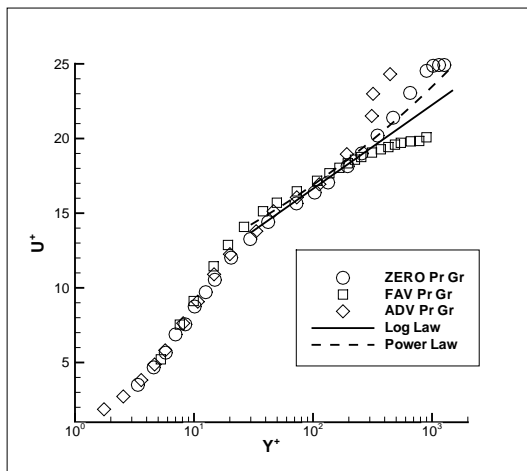 25
20
15
10
5
U+
10^0
10^1
10^2
10^3
Y+
ZERO Pr Gr
FAV Pr Gr
ADV Pr Gr
Log Law
Power Law